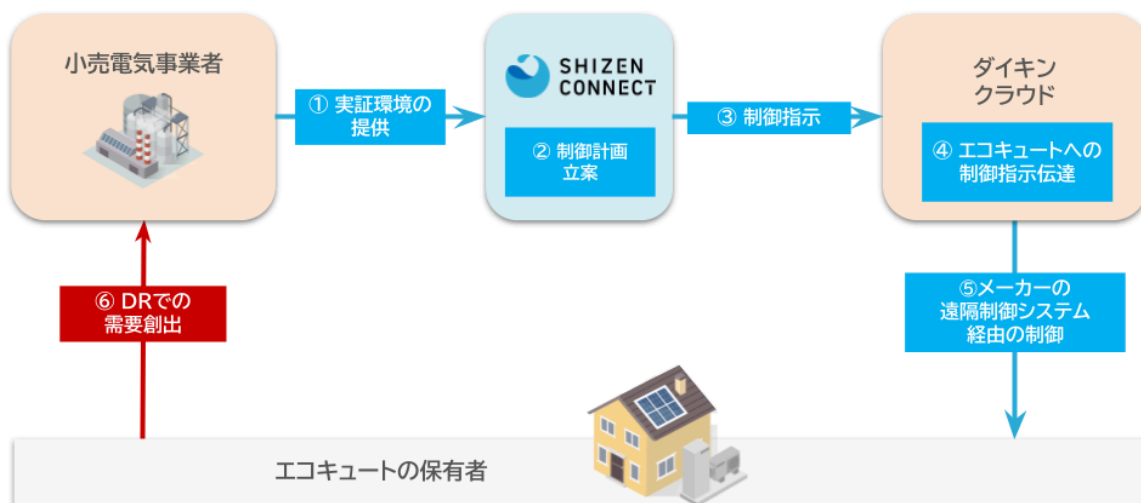 小売電気事業者
① 実証環境の
提供
SHIZEN
CONNECT
② 制御計画
立案
③ 制御指示
ダイキン
クラウド
④ エコキュートへの
制御指示伝達
⑥ DRでの
需要創出
⑤メーカーの
遠隔制御システム
経由の制御
エコキュートの保有者